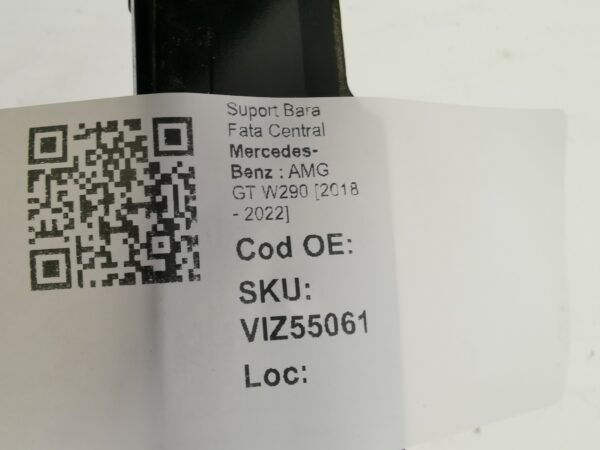 Suport Bara
Fata Central
Mercedes-
Benz : AMG
GT W290 [2018
- 2022]
Cod OE:
SKU:
VIZ55061
Loc: